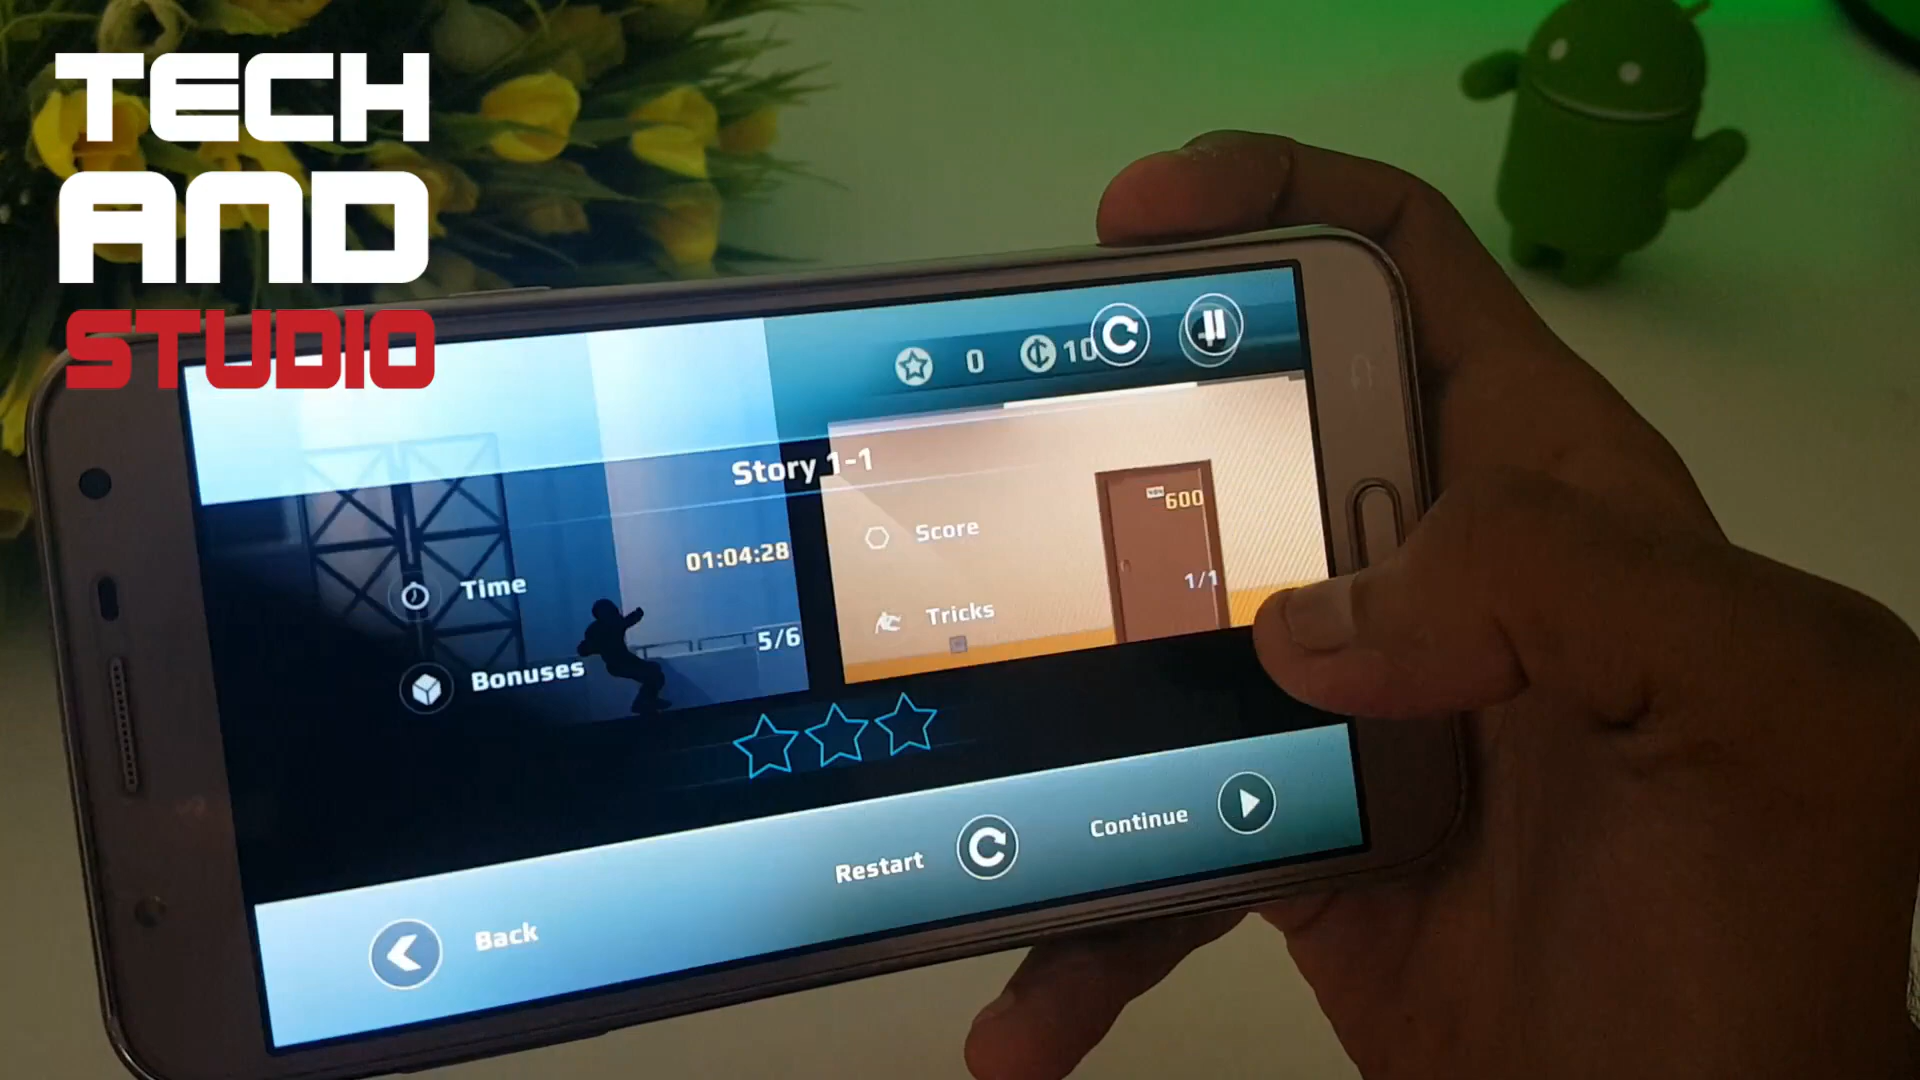 TECH
AND
STUDIO
0 10
Story 1-1
Time 01:04:28
Score 600
Bonuses 5/6
Tricks 1/1
Back
Restart
Continue